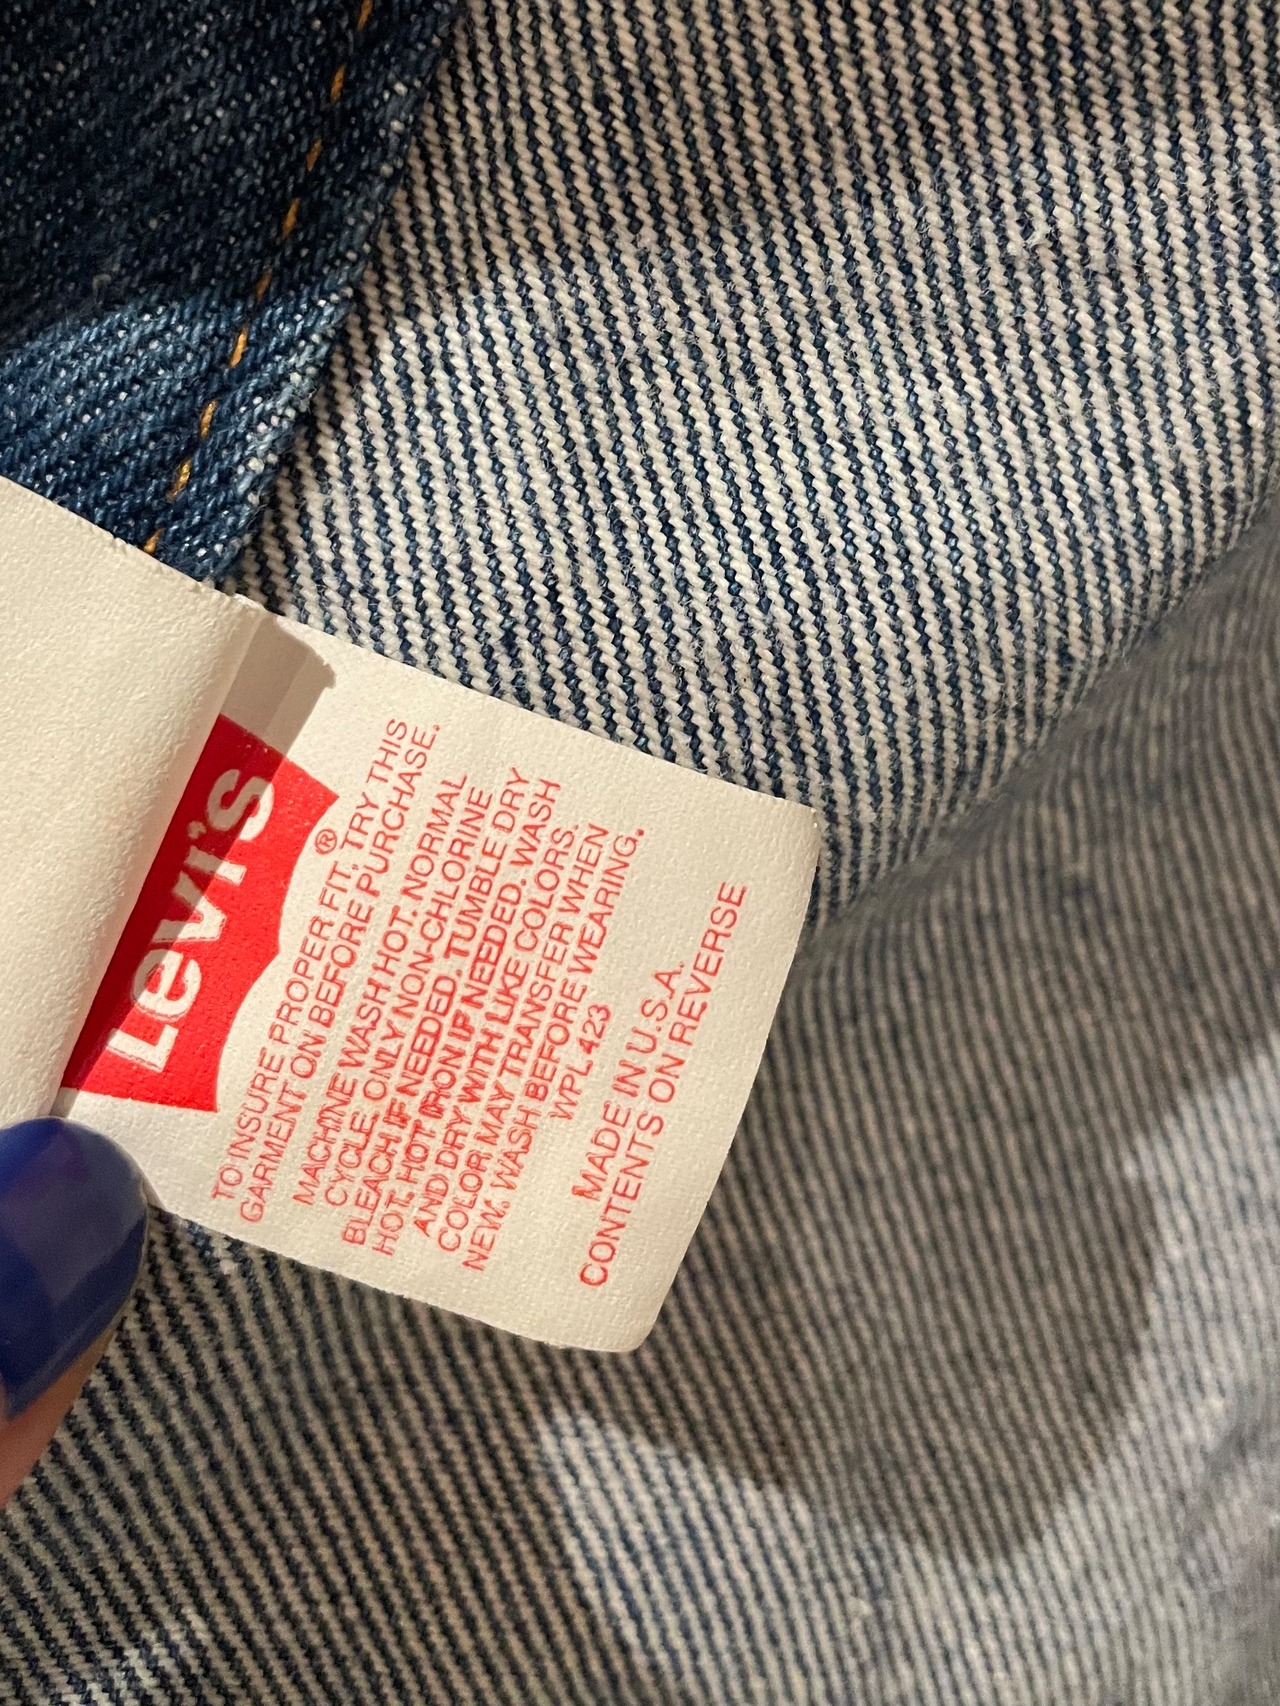 Levi's ®
TO INSURE PROPER FIT, TRY THIS
GARMENT ON BEFORE PURCHASE.
MACHINE WASH HOT. NORMAL
CYCLE. ONLY NON-CHLORINE
BLEACH IF NEEDED. TUMBLE DRY
HOT. HOT IRON IF NEEDED. WASH
AND DRY WITH LIKE COLORS.
COLOR MAY TRANSFER WHEN
NEW. WASH BEFORE WEARING.
WPL 423
MADE IN U.S.A.
CONTENTS ON REVERSE